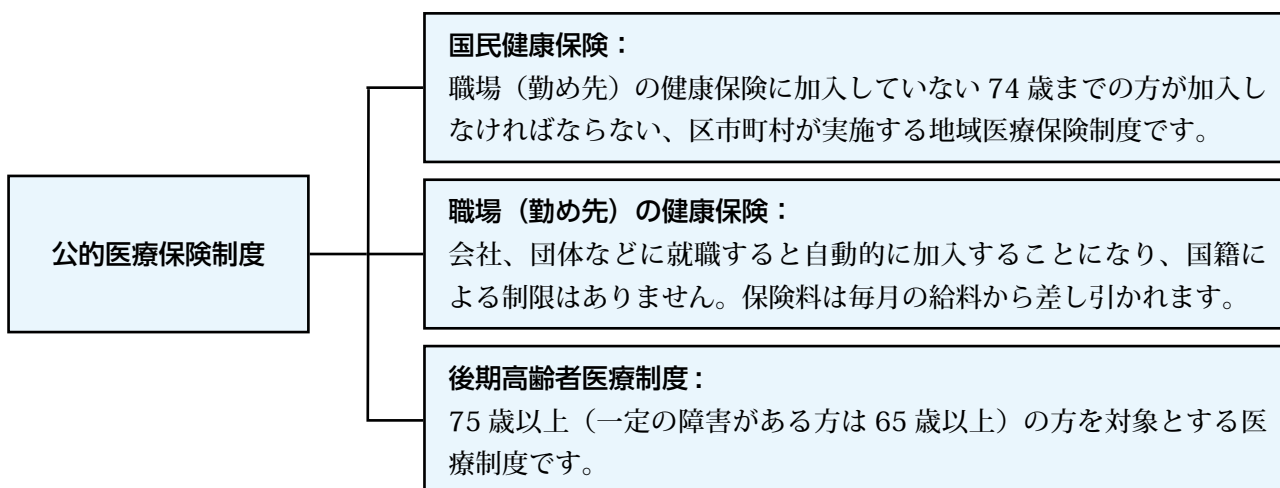 国民健康保険：
職場（勤め先）の健康保険に加入していない 74 歳までの方が加入し
なければならない、区市町村が実施する地域医療保険制度です。
公的医療保険制度
職場（勤め先）の健康保険：
会社、団体などに就職すると自動的に加入することになり、国籍に
よる制限はありません。保険料は毎月の給料から差し引かれます。
後期高齢者医療制度：
75 歳以上（一定の障害がある方は 65 歳以上）の方を対象とする医
療制度です。